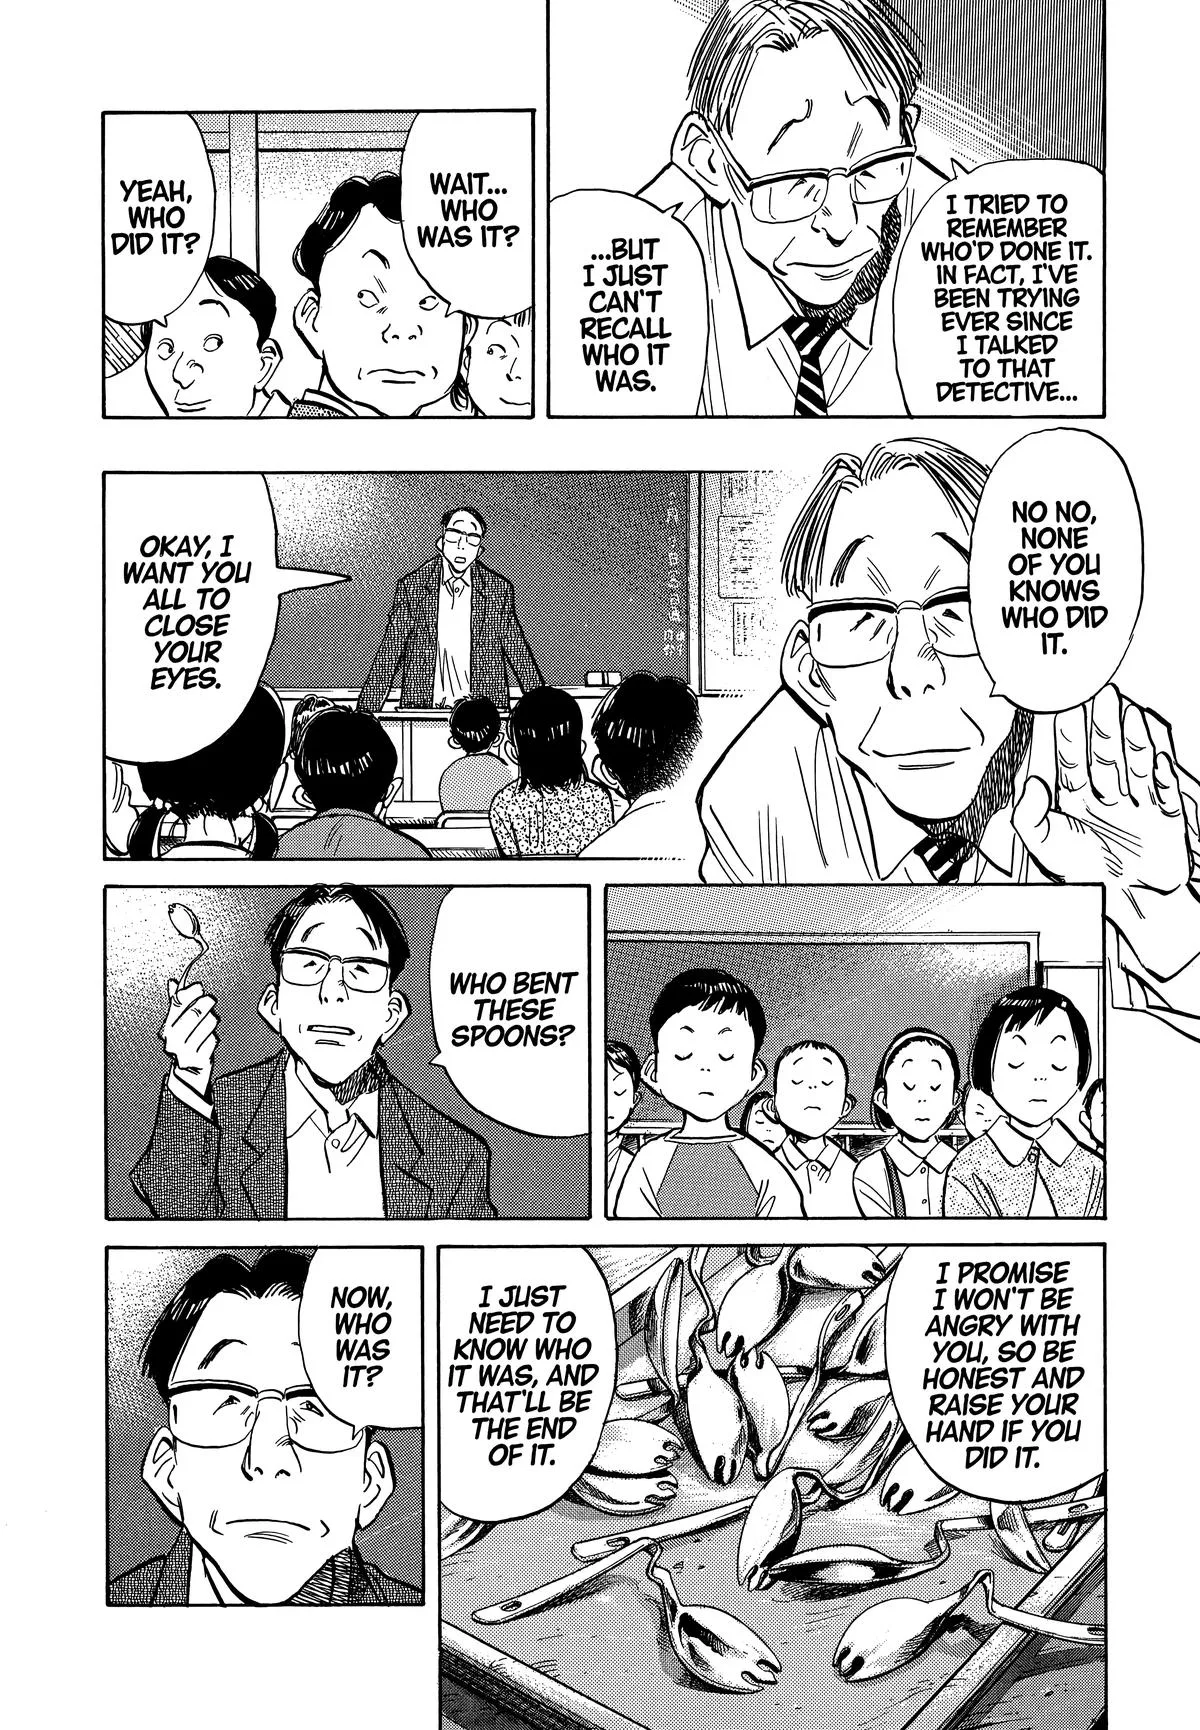 I TRIED TO
REMEMBER
WHO'D DONE IT.
IN FACT, I'VE
BEEN TRYING
EVER SINCE
I TALKED
TO THAT
DETECTIVE...
...BUT
I JUST
CAN'T
RECALL
WHO IT
WAS.
WAIT...
WHO
WAS IT?
YEAH,
WHO
DID IT?
NO NO,
NONE
OF YOU
KNOWS
WHO DID
IT.
OKAY, I
WANT YOU
ALL TO
CLOSE
YOUR
EYES.
WHO BENT
THESE
SPOONS?
I PROMISE
I WON'T BE
ANGRY WITH
YOU, SO BE
HONEST AND
RAISE YOUR
HAND IF YOU
DID IT.
I JUST
NEED TO
KNOW WHO
IT WAS, AND
THAT'LL BE
THE END
OF IT.
NOW,
WHO
WAS
IT?